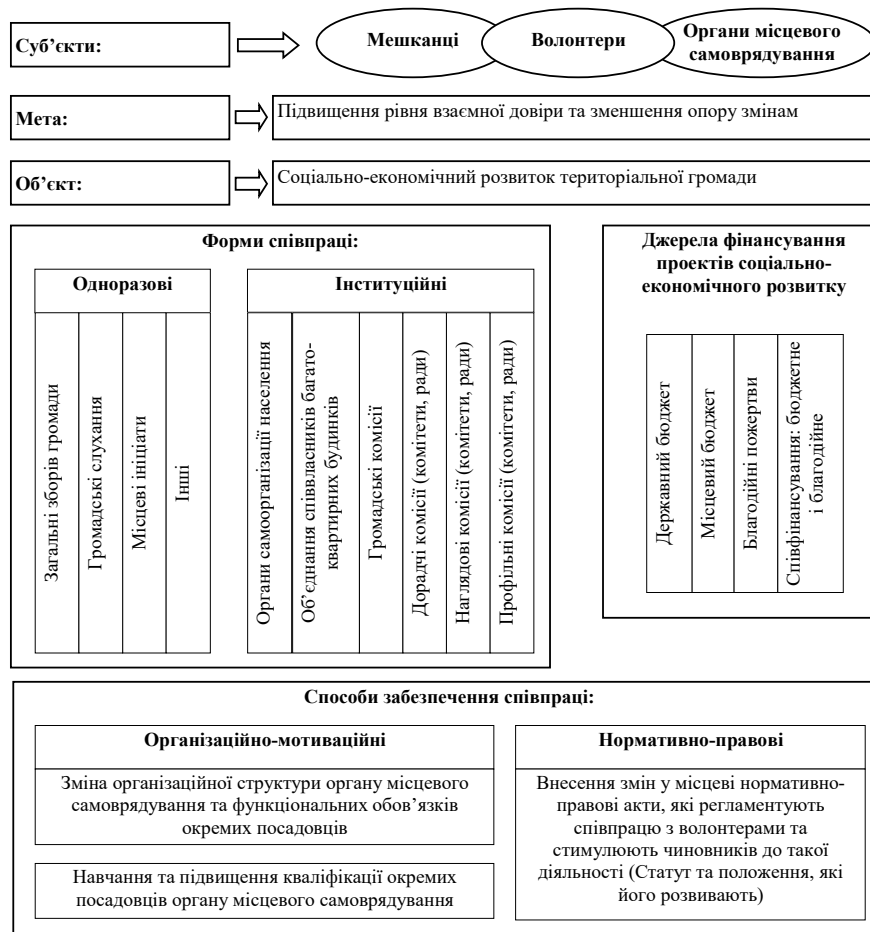 Суб’єкти:
Мешканці
Волонтери
Органи місцевого
самоврядування
Мета:
Підвищення рівня взаємної довіри та зменшення опору змінам
Об’єкт:
Соціально-економічний розвиток територіальної громади
Форми співпраці:
Одноразові
Загальні зборів громади
Громадські слухання
Місцеві ініціати
Інші
Інституційні
Органи самоорганізації населення
Об’єднання співвласників багато-
квартирних будинків
Громадські комісії
Дорадчі комісії (комітети, ради)
Наглядові комісії (комітети, ради)
Профільні комісії (комітети, ради)
Джерела фінансування
проектів соціально-
економічного розвитку
Державний бюджет
Місцевий бюджет
Благодійні пожертви
Співфінансування: бюджетне
і благодійне
Способи забезпечення співпраці:
Організаційно-мотиваційні
Зміна організаційної структури органу місцевого
самоврядування та функціональних обов’язків
окремих посадовців
Навчання та підвищення кваліфікації окремих
посадовців органу місцевого самоврядування
Нормативно-правові
Внесення змін у місцеві нормативно-
правові акти, які регламентують
співпрацю з волонтерами та
стимулюють чиновників до такої
діяльності (Статут та положення, які
його розвивають)